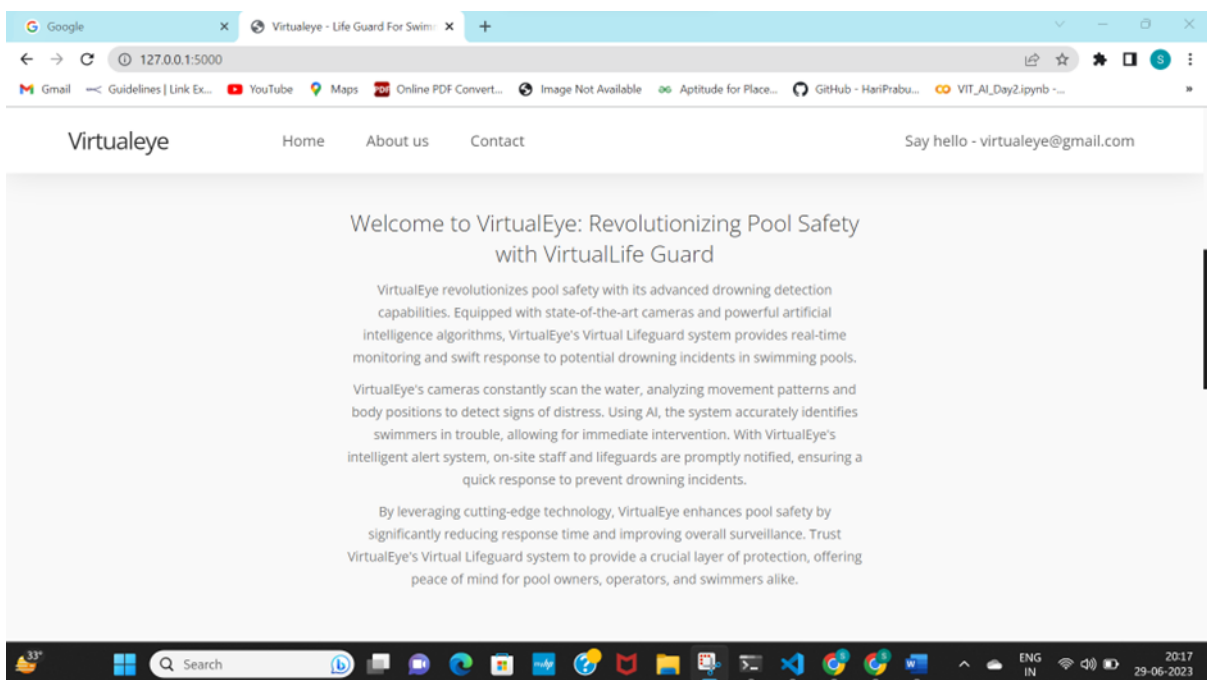 Google
Virtualeye - Life Guard For Swim
127.0.0.1:5000
Gmail
Guidelines | Link Ex...
YouTube
Maps
Online PDF Convert...
Image Not Available
Aptitude for Place...
GitHub - HariPrabu...
VIT_AI_Day2.ipynb -...
Virtualeye
Home
About us
Contact
Say hello - virtualeye@gmail.com
Welcome to VirtualEye: Revolutionizing Pool Safety
with VirtualLife Guard
VirtualEye revolutionizes pool safety with its advanced drowning detection
capabilities. Equipped with state-of-the-art cameras and powerful artificial
intelligence algorithms, VirtualEye's Virtual Lifeguard system provides real-time
monitoring and swift response to potential drowning incidents in swimming pools.
VirtualEye's cameras constantly scan the water, analyzing movement patterns and
body positions to detect signs of distress. Using AI, the system accurately identifies
swimmers in trouble, allowing for immediate intervention. With VirtualEye's
intelligent alert system, on-site staff and lifeguards are promptly notified, ensuring a
quick response to prevent drowning incidents.
By leveraging cutting-edge technology, VirtualEye enhances pool safety by
significantly reducing response time and improving overall surveillance. Trust
VirtualEye's Virtual Lifeguard system to provide a crucial layer of protection, offering
peace of mind for pool owners, operators, and swimmers alike.
33°
Search
ENG
IN
20:17
29-06-2023